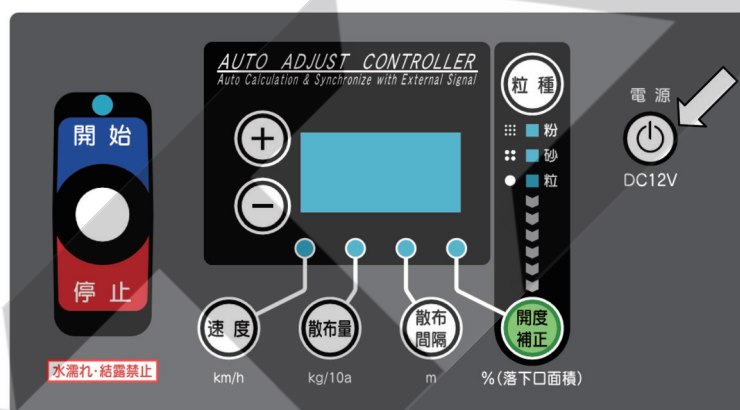 AUTO ADJUST CONTROLLER
Auto Calculation & Synchronize with External Signal
開始
停止
水濡れ・結露禁止
+
−
速度
km/h
散布量
kg/10a
散布
間隔
m
粒種
粉
砂
粒
開度
補正
%(落下口面積)
電源
DC12V